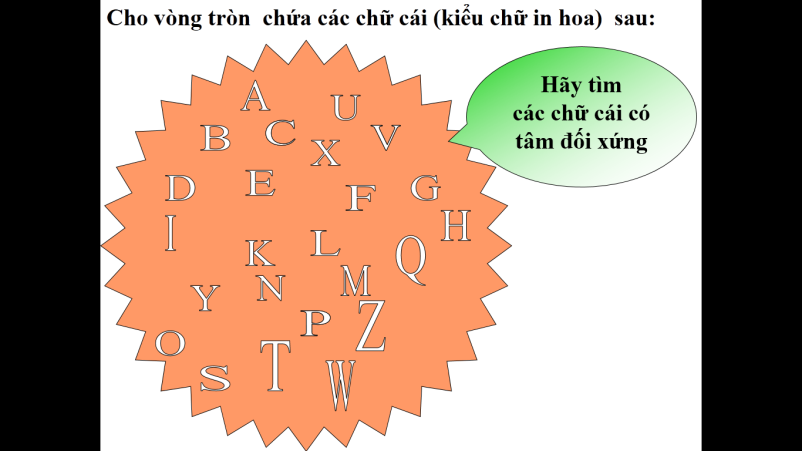 Cho vòng tròn chứa các chữ cái (kiểu chữ in hoa) sau:
Hãy tìm
các chữ cái có
tâm đối xứng
A
U
B
C
X
V
D
E
F
G
I
H
K
L
Q
N
M
Y
P
Z
O
S
T
W